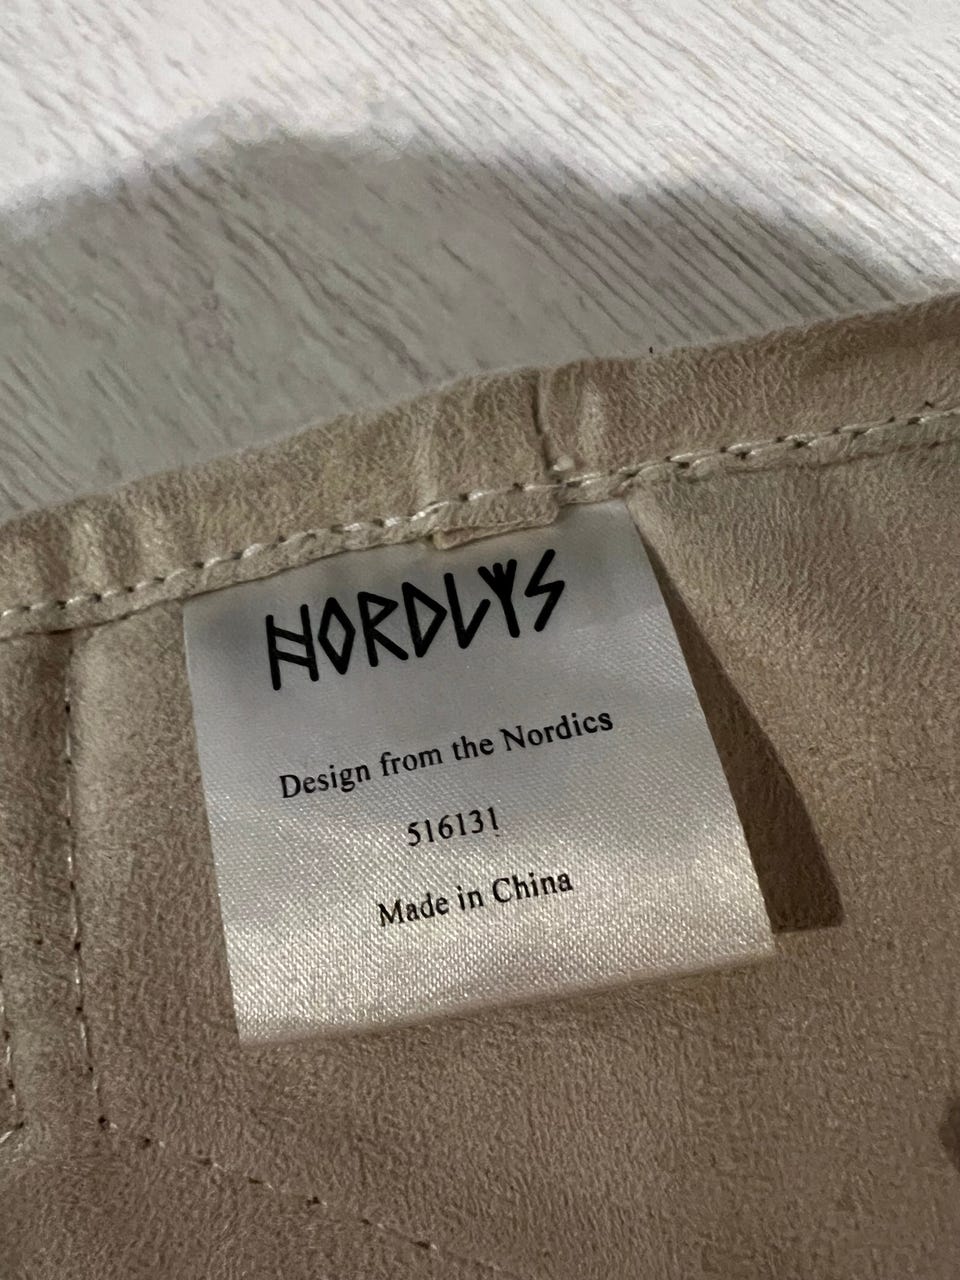 NORDLYS
Design from the Nordics
516131
Made in China